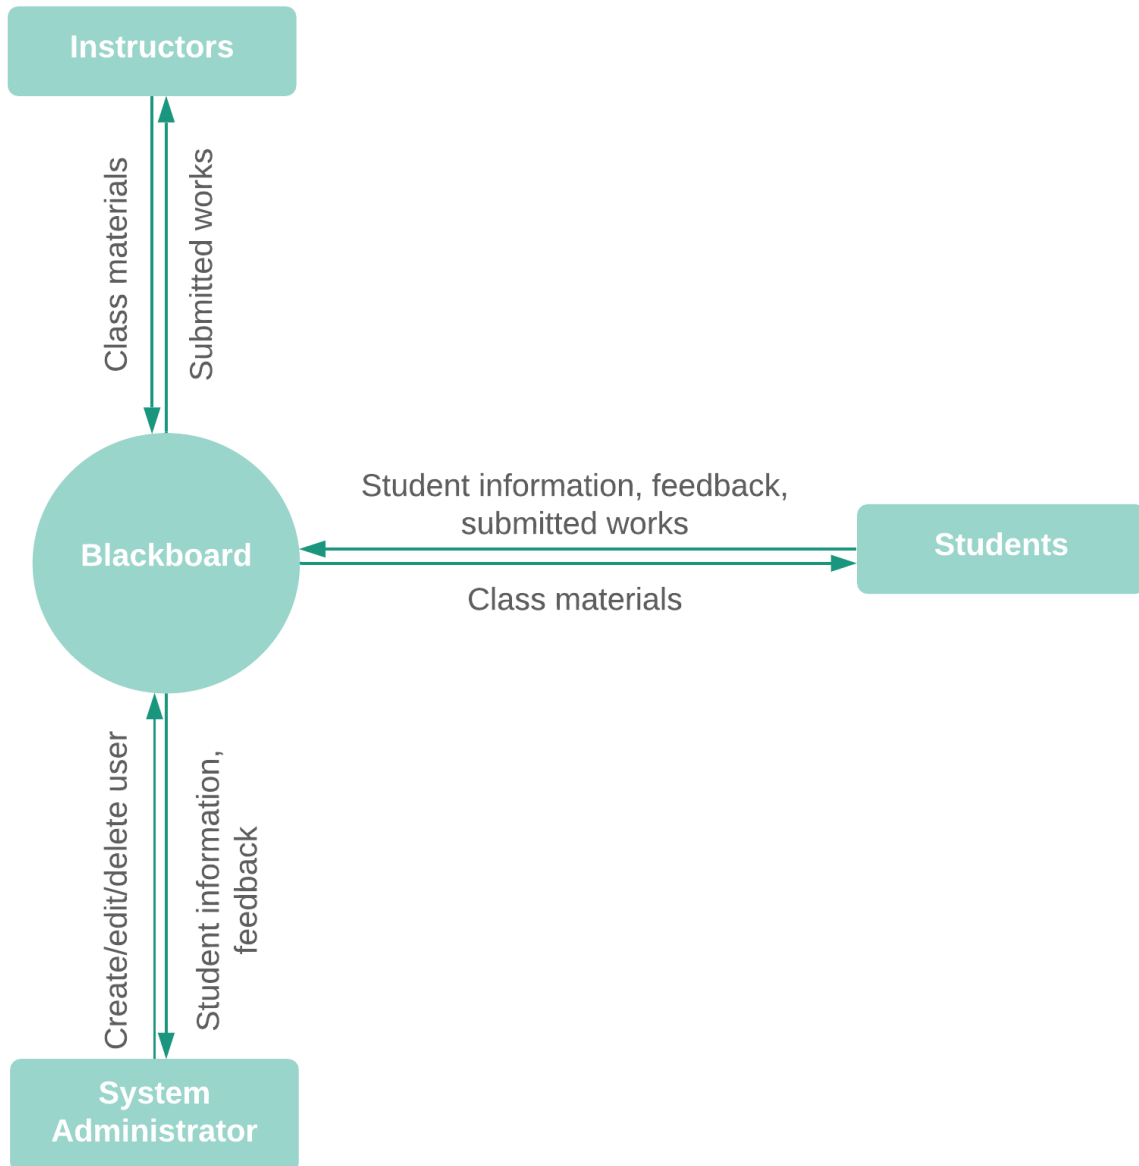 Instructors
Class materials
Submitted works
Student information, feedback,
submitted works
Blackboard
Students
Class materials
Create/edit/delete user
Student information,
feedback
System
Administrator